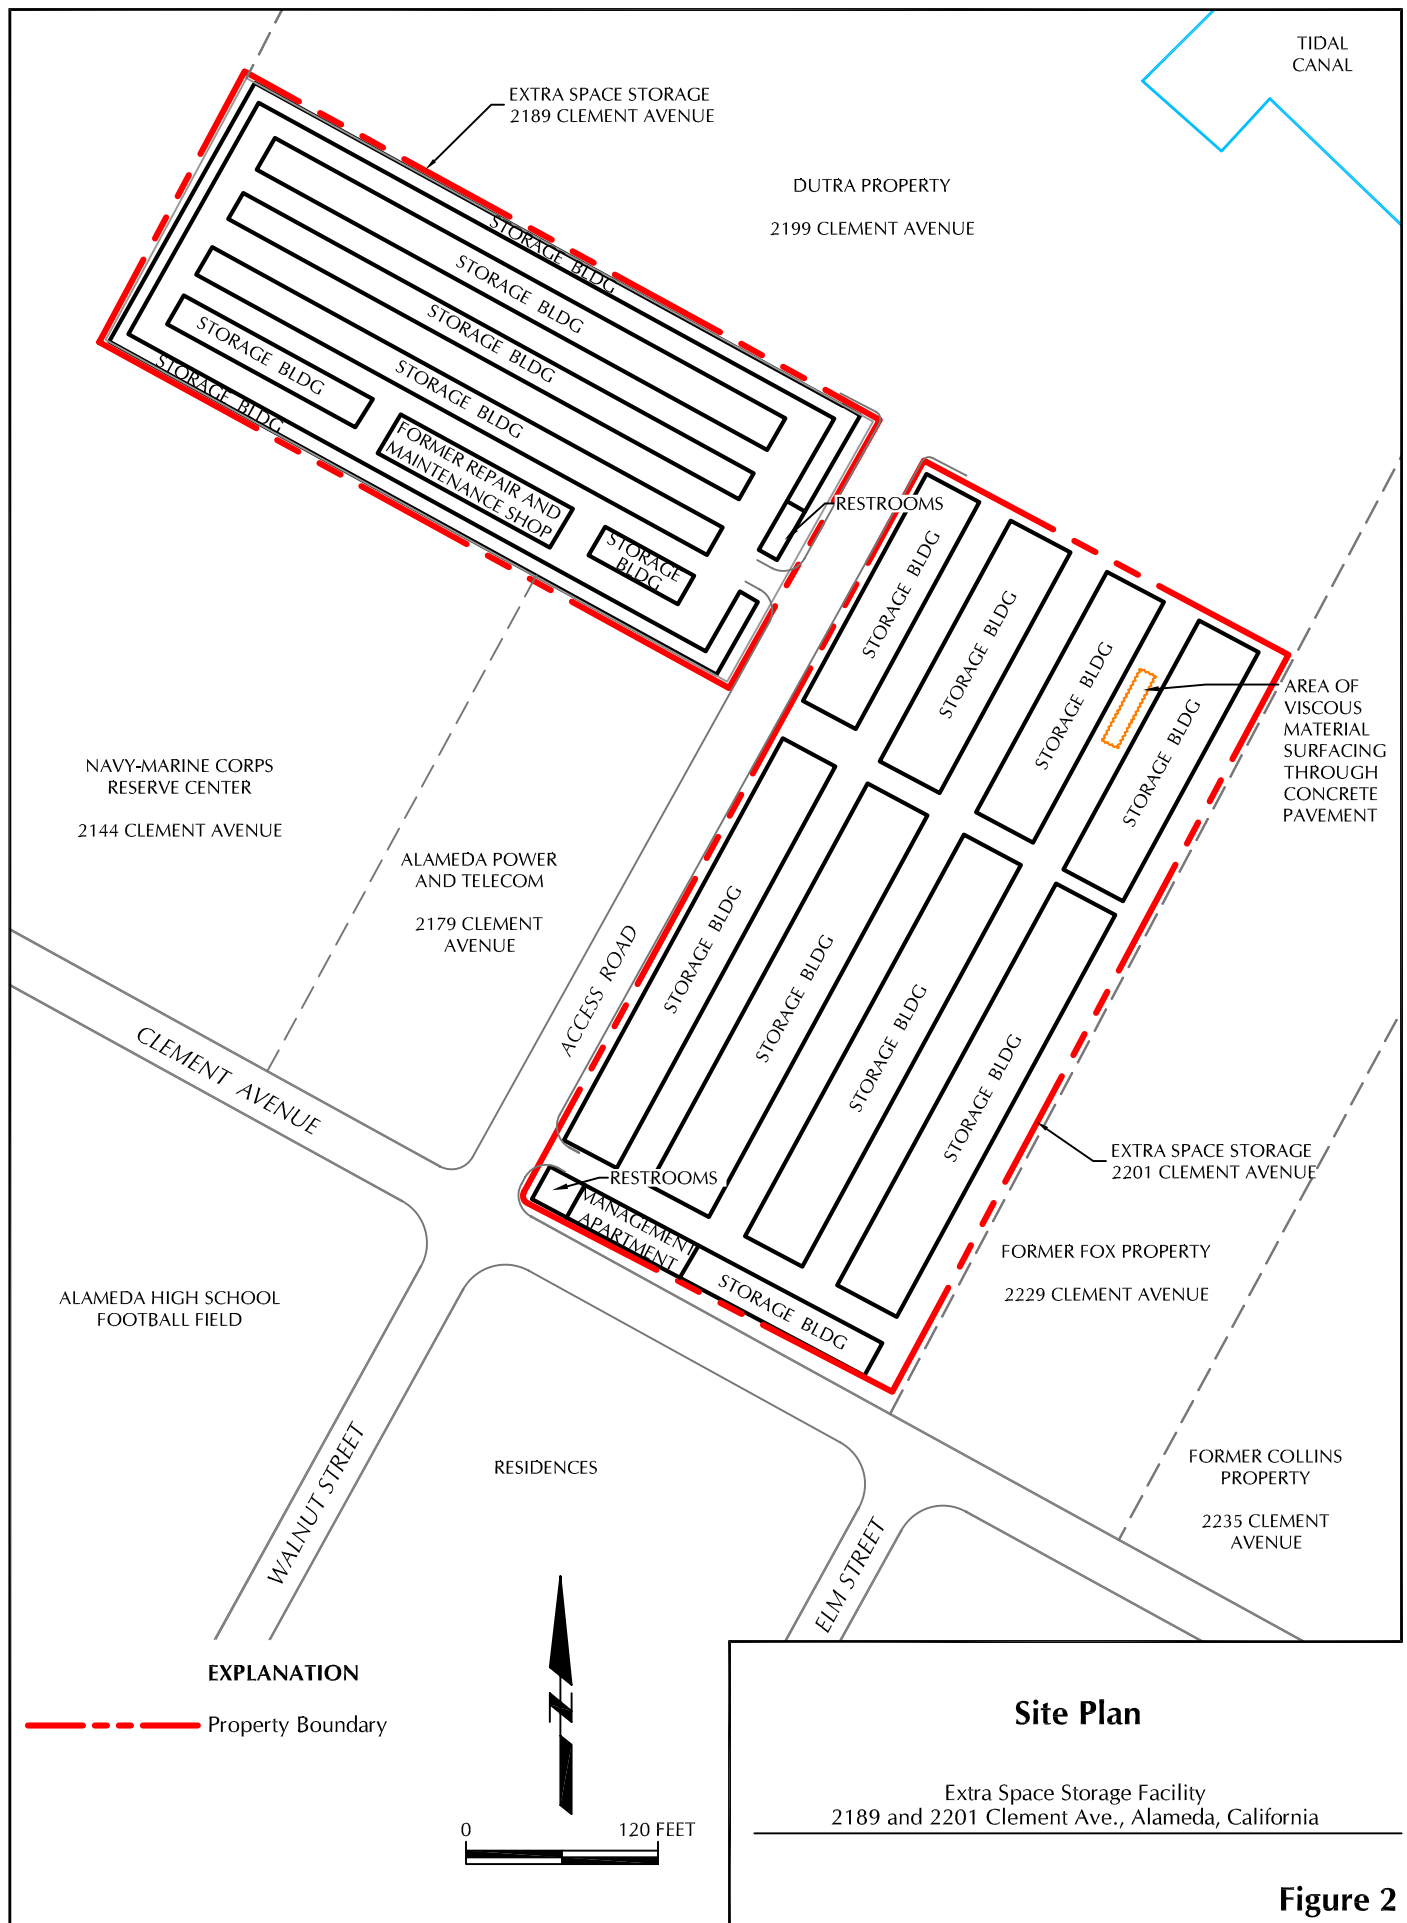 TIDAL
CANAL
EXTRA SPACE STORAGE
2189 CLEMENT AVENUE
DUTRA PROPERTY
2199 CLEMENT AVENUE
STORAGE BLDG
STORAGE BLDG
STORAGE BLDG
STORAGE BLDG
STORAGE BLDG
STORAGE BLDG
FORMER REPAIR AND
MAINTENANCE SHOP
STORAGE
BLDG
RESTROOMS
STORAGE BLDG
STORAGE BLDG
STORAGE BLDG
STORAGE BLDG
AREA OF
VISCOUS
MATERIAL
SURFACING
THROUGH
CONCRETE
PAVEMENT
NAVY-MARINE CORPS
RESERVE CENTER
2144 CLEMENT AVENUE
ALAMEDA POWER
AND TELECOM
2179 CLEMENT
AVENUE
ACCESS ROAD
STORAGE BLDG
STORAGE BLDG
STORAGE BLDG
STORAGE BLDG
CLEMENT AVENUE
EXTRA SPACE STORAGE
2201 CLEMENT AVENUE
RESTROOMS
MANAGEMENT
APARTMENT
STORAGE BLDG
FORMER FOX PROPERTY
2229 CLEMENT AVENUE
ALAMEDA HIGH SCHOOL
FOOTBALL FIELD
WALNUT STREET
RESIDENCES
ELM STREET
FORMER COLLINS
PROPERTY
2235 CLEMENT
AVENUE
EXPLANATION
Property Boundary
N
0 120 FEET
Site Plan
Extra Space Storage Facility
2189 and 2201 Clement Ave., Alameda, California
Figure 2